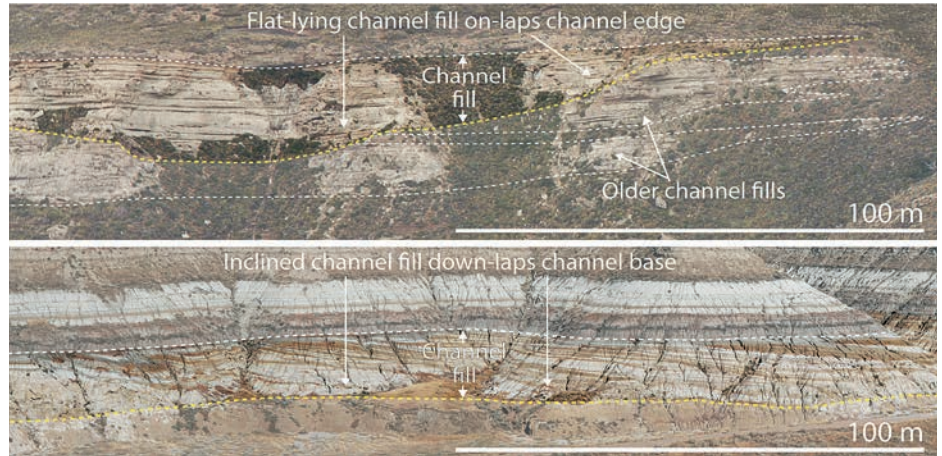 Flat-lying channel fill on-laps channel edge
Channel
fill
Older channel fills
100 m
Inclined channel fill down-laps channel base
Channel
fill
100 m